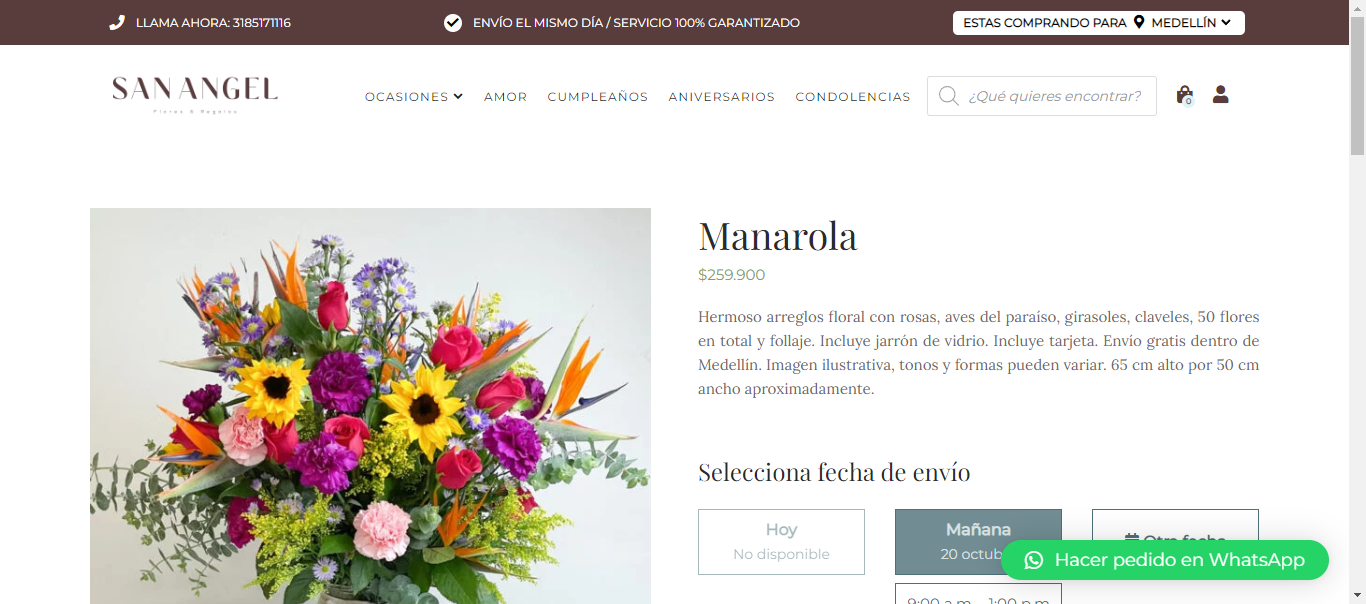 LLAMA AHORA: 3185171116
ENVÍO EL MISMO DÍA / SERVICIO 100% GARANTIZADO
ESTAS COMPRANDO PARA MEDELLÍN
SAN ANGEL
Flores & Regalos
OCASIONES AMOR CUMPLEAÑOS ANIVERSARIOS CONDOLENCIAS
¿Qué quieres encontrar?
0
Manarola
$259.900
Hermoso arreglos floral con rosas, aves del paraíso, girasoles, claveles, 50 flores
en total y follaje. Incluye jarrón de vidrio. Incluye tarjeta. Envío gratis dentro de
Medellín. Imagen ilustrativa, tonos y formas pueden variar. 65 cm alto por 50 cm
ancho aproximadamente.
Selecciona fecha de envío
Hoy
No disponible
Mañana
20 octub
Otra fecha
Hacer pedido en WhatsApp
9:00 a.m - 1:00 p.m